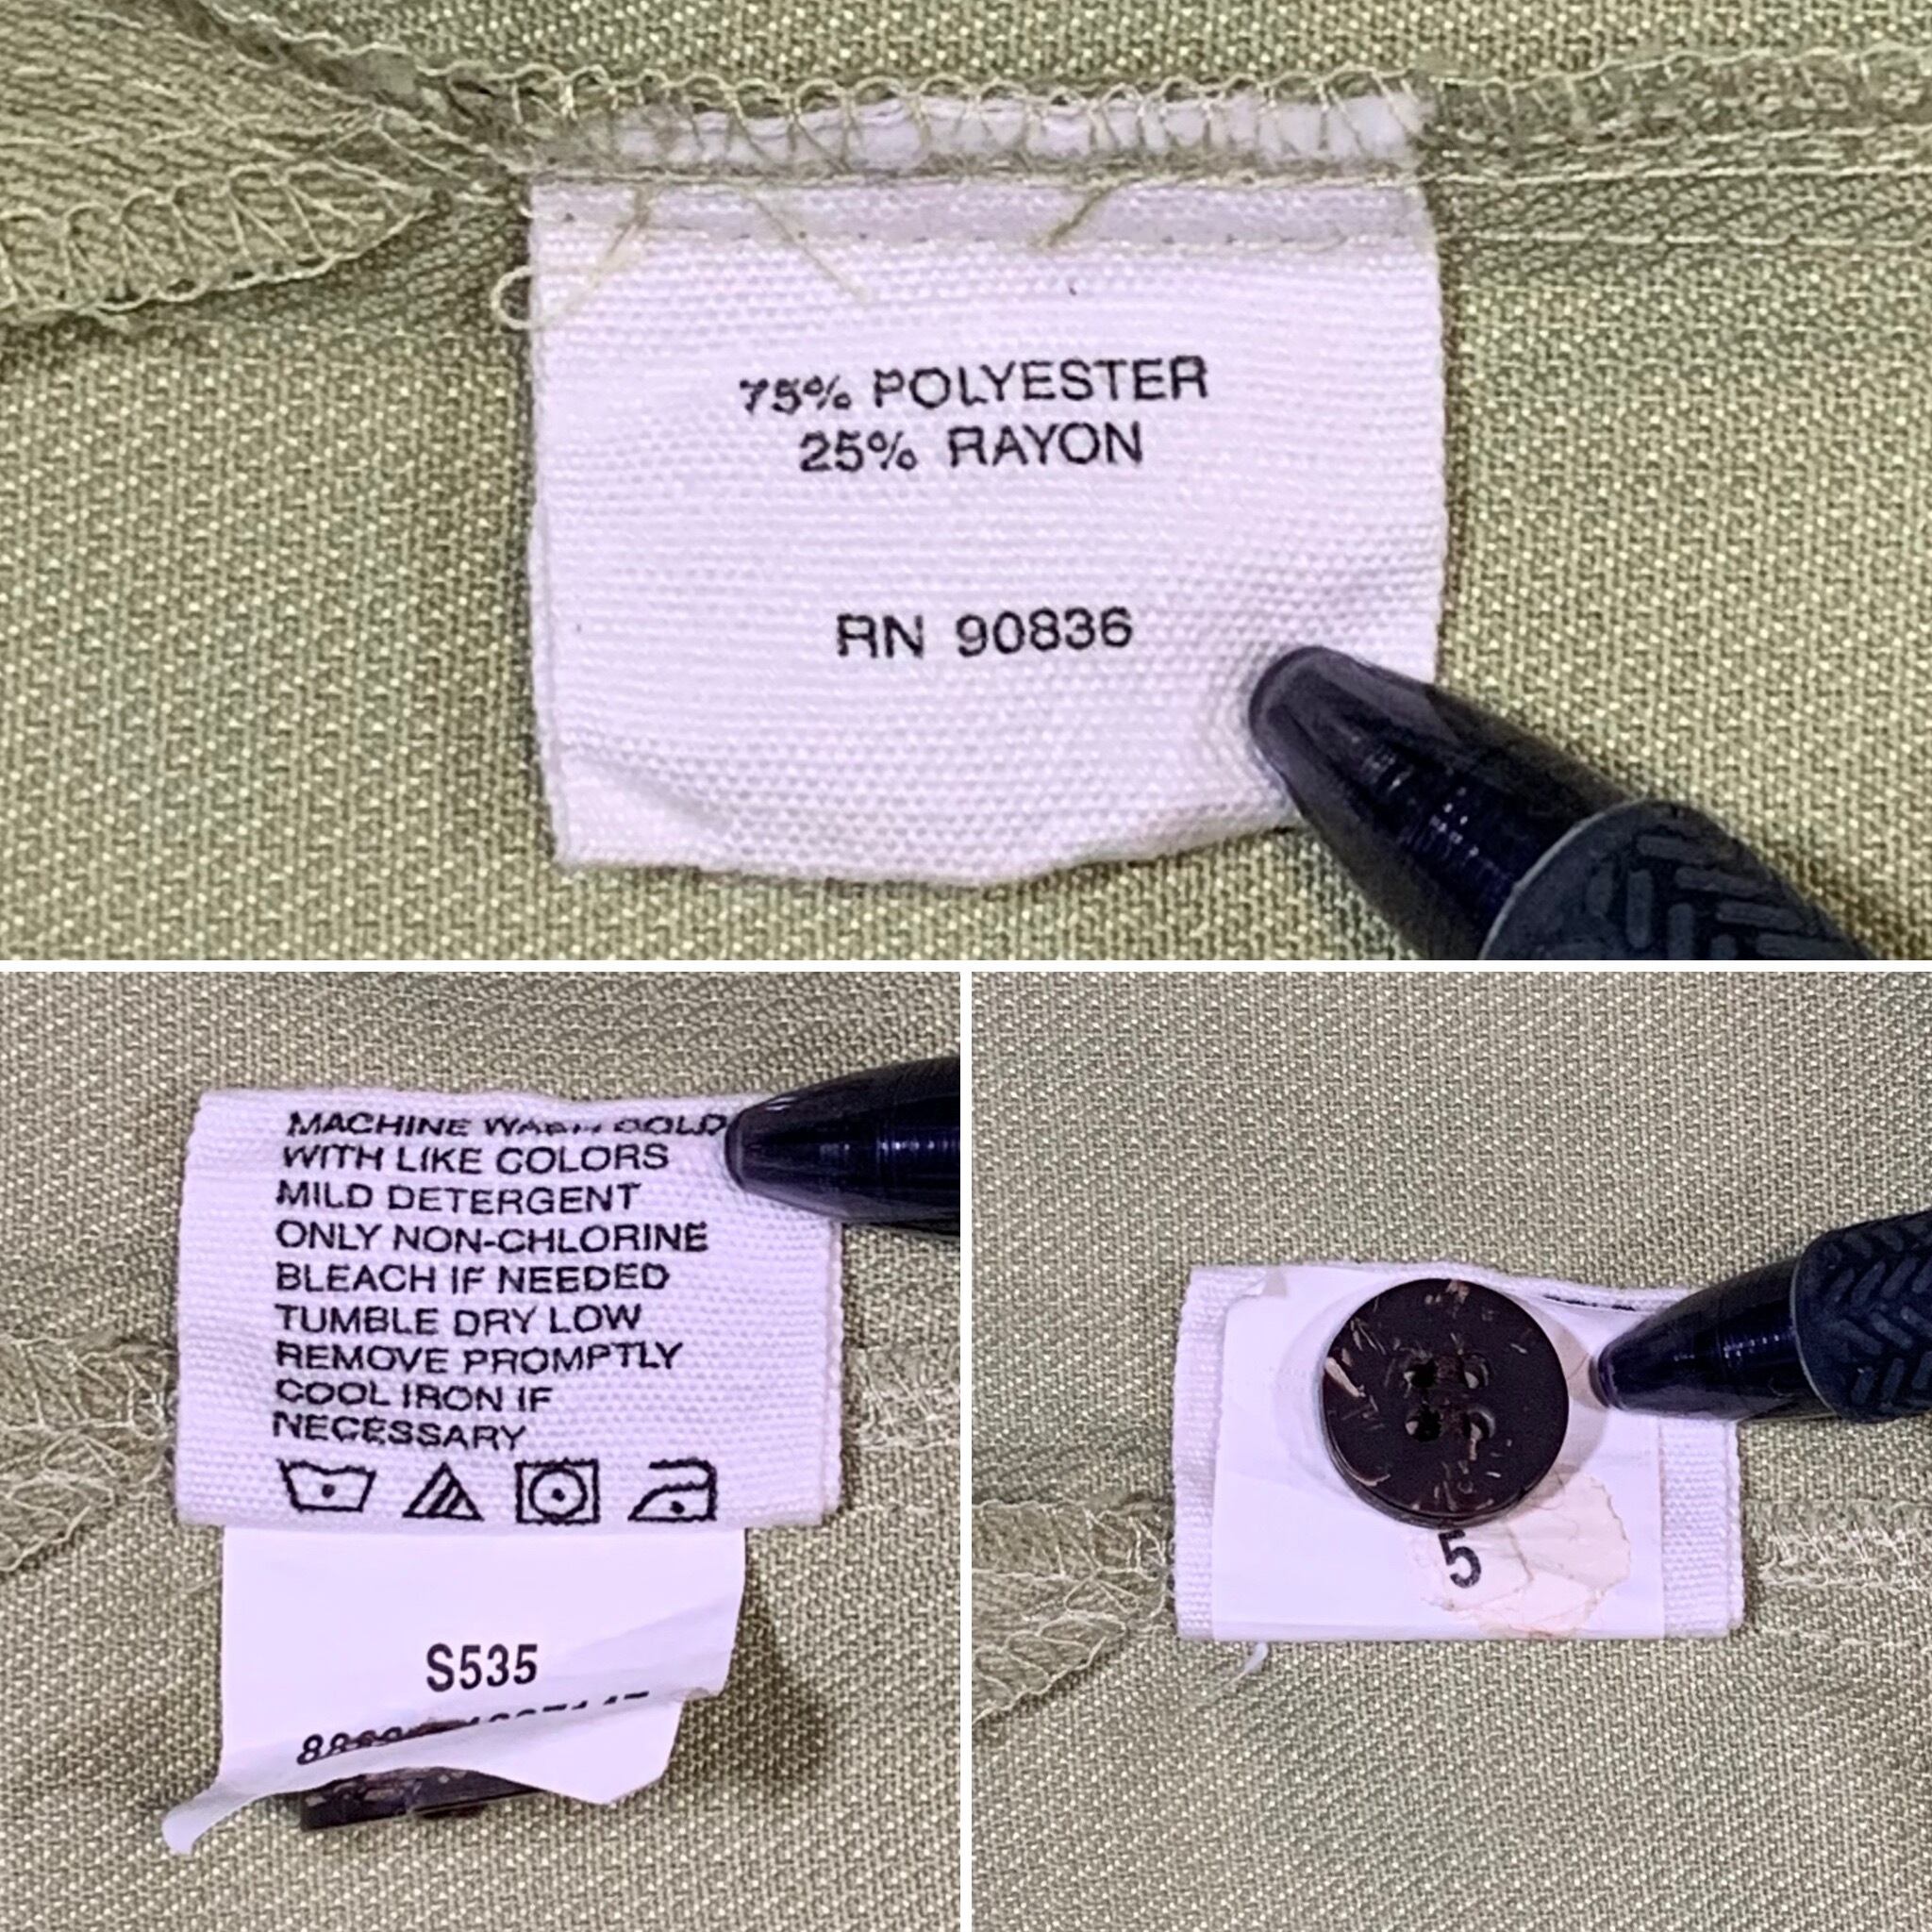 75% POLYESTER
25% RAYON
RN 90836
MACHINE WASH COLD
WITH LIKE COLORS
MILD DETERGENT
ONLY NON-CHLORINE
BLEACH IF NEEDED
TUMBLE DRY LOW
REMOVE PROMPTLY
COOL IRON IF
NECESSARY
S535
5